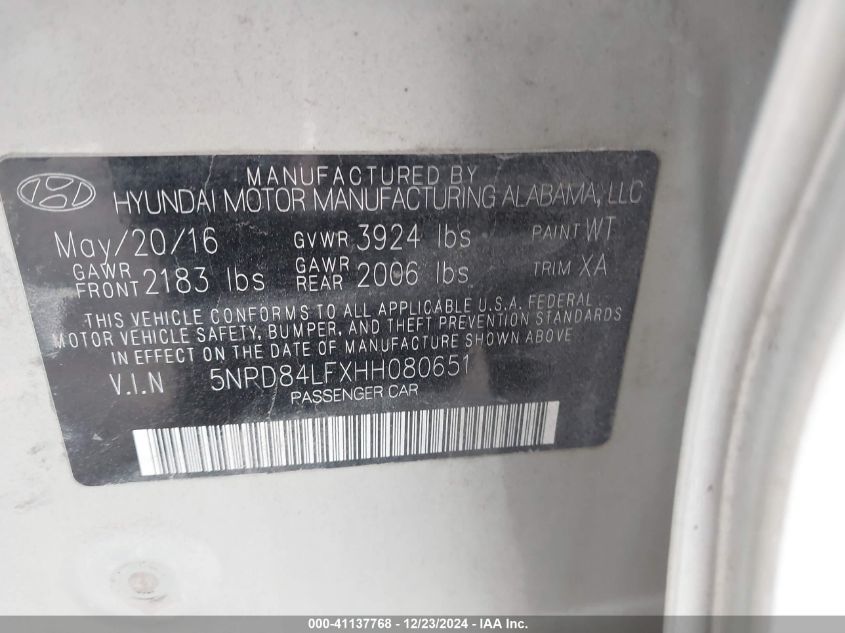 MANUFACTURED BY
HYUNDAI MOTOR MANUFACTURING ALABAMA, LLC
May/20/16 GVWR 3924 lbs PAINT WT
GAWR FRONT 2183 lbs GAWR REAR 2006 lbs TRIM XA
THIS VEHICLE CONFORMS TO ALL APPLICABLE U.S.A. FEDERAL
MOTOR VEHICLE SAFETY, BUMPER, AND THEFT PREVENTION STANDARDS
IN EFFECT ON THE DATE OF MANUFACTURE SHOWN ABOVE.
V.I.N 5NPD84LFXHH080651
PASSENGER CAR
000-41137768 - 12/23/2024 - IAA Inc.